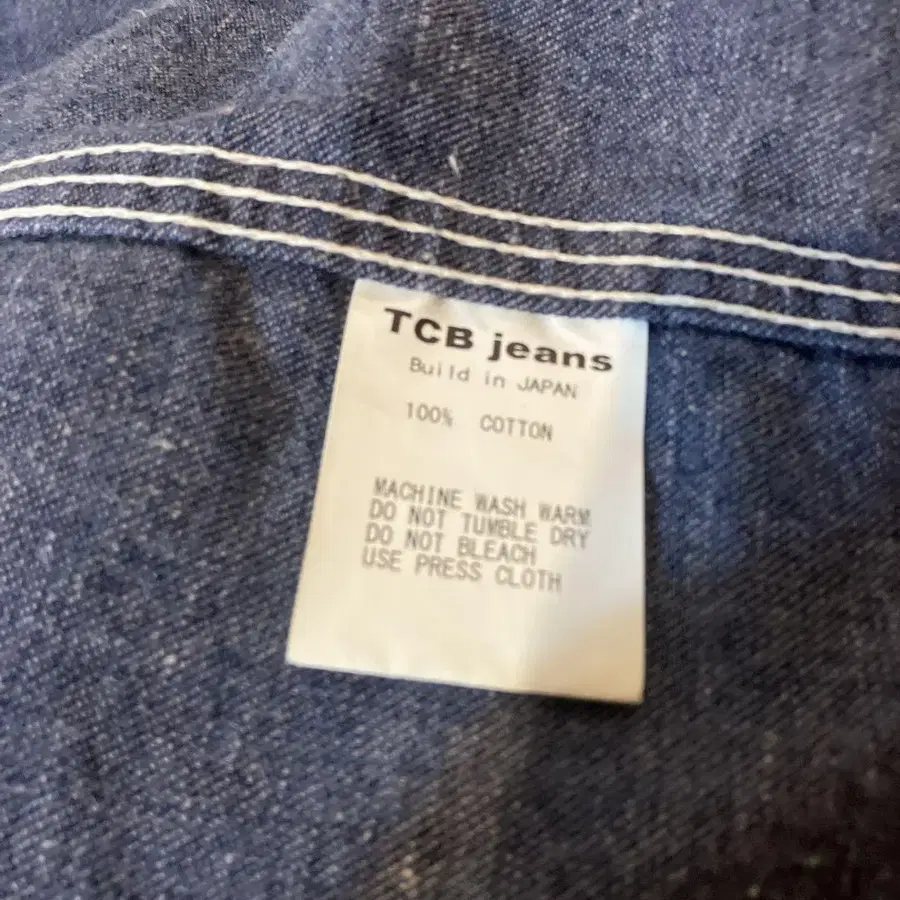 TCB jeans
Build in JAPAN
100% COTTON
MACHINE WASH WARM
DO NOT TUMBLE DRY
DO NOT BLEACH
USE PRESS CLOTH